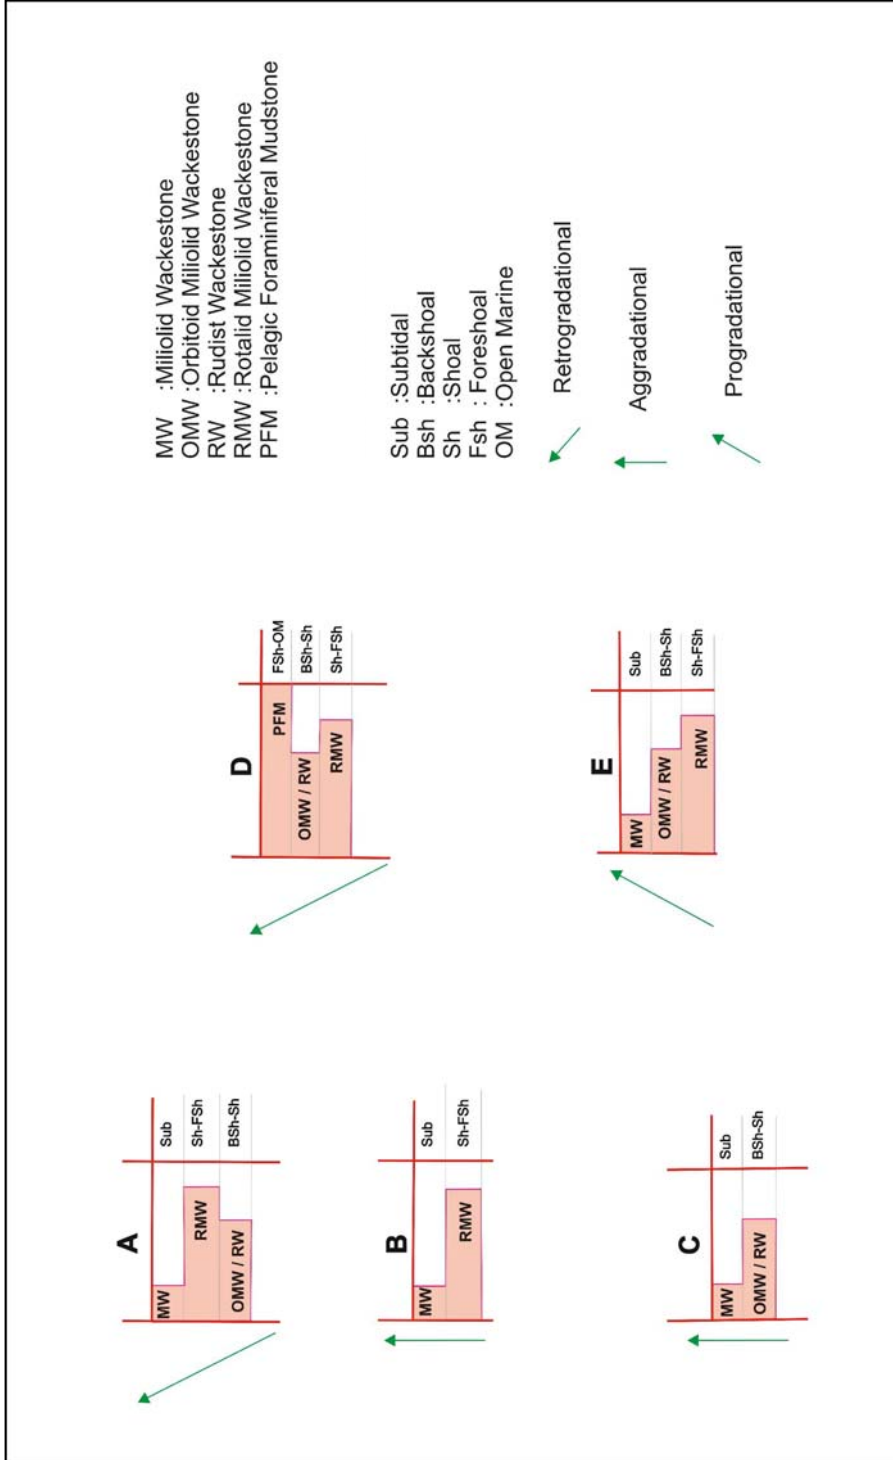 A
MW
Sub
RMW
Sh-FSh
OMW / RW
BSh-Sh
B
MW
Sub
RMW
Sh-FSh
C
MW
Sub
OMW / RW
BSh-Sh
D
PFM
FSh-OM
OMW / RW
BSh-Sh
RMW
Sh-FSh
E
MW
Sub
OMW / RW
BSh-Sh
RMW
Sh-FSh
MW :Miliolid Wackestone
OMW :Orbitoid Miliolid Wackestone
RW :Rudist Wackestone
RMW :Rotalid Miliolid Wackestone
PFM :Pelagic Foraminiferal Mudstone
Sub :Subtidal
Bsh :Backshoal
Sh :Shoal
Fsh : Foreshoal
OM :Open Marine
Retrogradational
Aggradational
Progradational